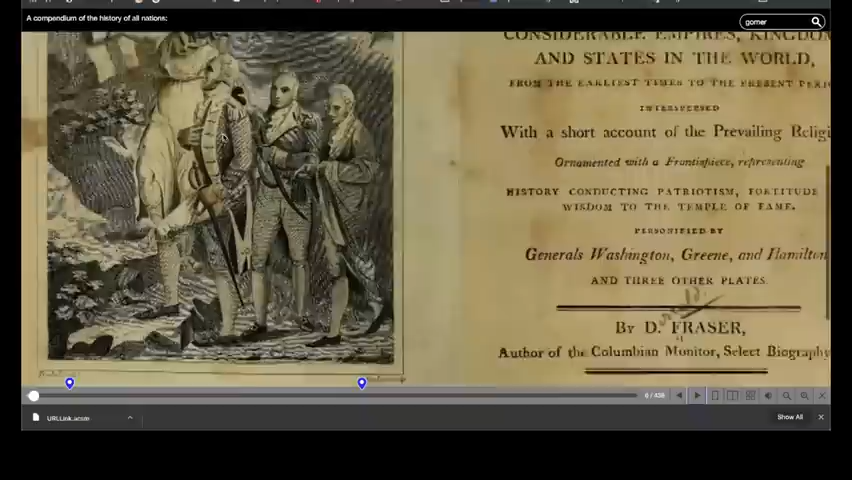 A compendium of the history of all nations;
gomer
CONSIDERABLE EMPIRES, KINGDOM
AND STATES IN THE WORLD,
FROM THE EARLIEST TIMES TO THE PRESENT PERIO
INTERSPERSED
With a short account of the Prevailing Religi
Ornamented with a Frontispiece, representing
HISTORY CONDUCTING PATRIOTISM, FORTITUDE
WISDOM TO THE TEMPLE OF FAME.
PERSONIFIED BY
Generals Washington, Greene, and Hamilton
AND THREE OTHER PLATES.
By D. FRASER,
Author of the Columbian Monitor, Select Biography
6 / 438
URLLink.acsm
Show All